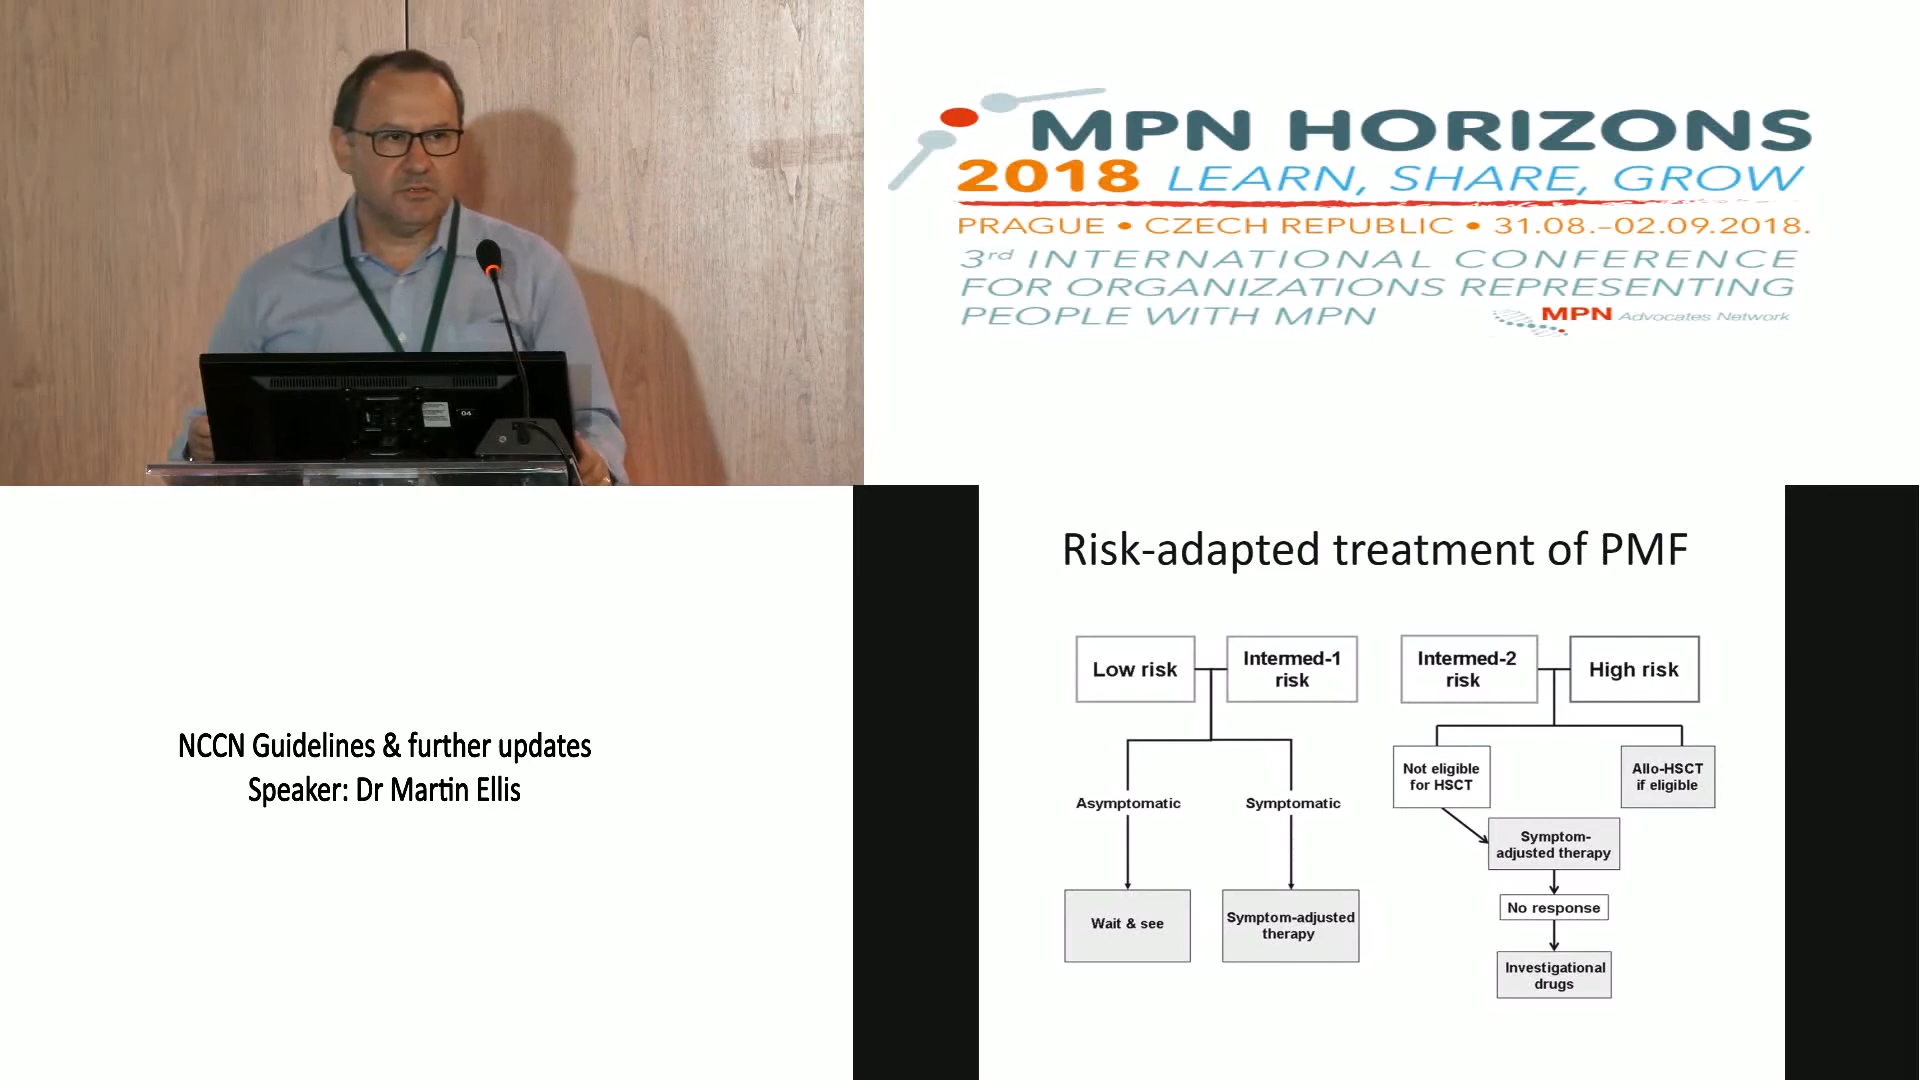 MPN HORIZONS
2018 LEARN, SHARE, GROW
PRAGUE • CZECH REPUBLIC • 31.08.–02.09.2018.
3rd INTERNATIONAL CONFERENCE
FOR ORGANIZATIONS REPRESENTING
PEOPLE WITH MPN
MPN Advocates Network
04
NCCN Guidelines & further updates
Speaker: Dr Martin Ellis
Risk-adapted treatment of PMF
Low risk
Intermed-1
risk
Intermed-2
risk
High risk
Not eligible
for HSCT
Allo-HSCT
if eligible
Asymptomatic
Symptomatic
Symptom-
adjusted therapy
Wait & see
Symptom-adjusted
therapy
No response
Investigational
drugs